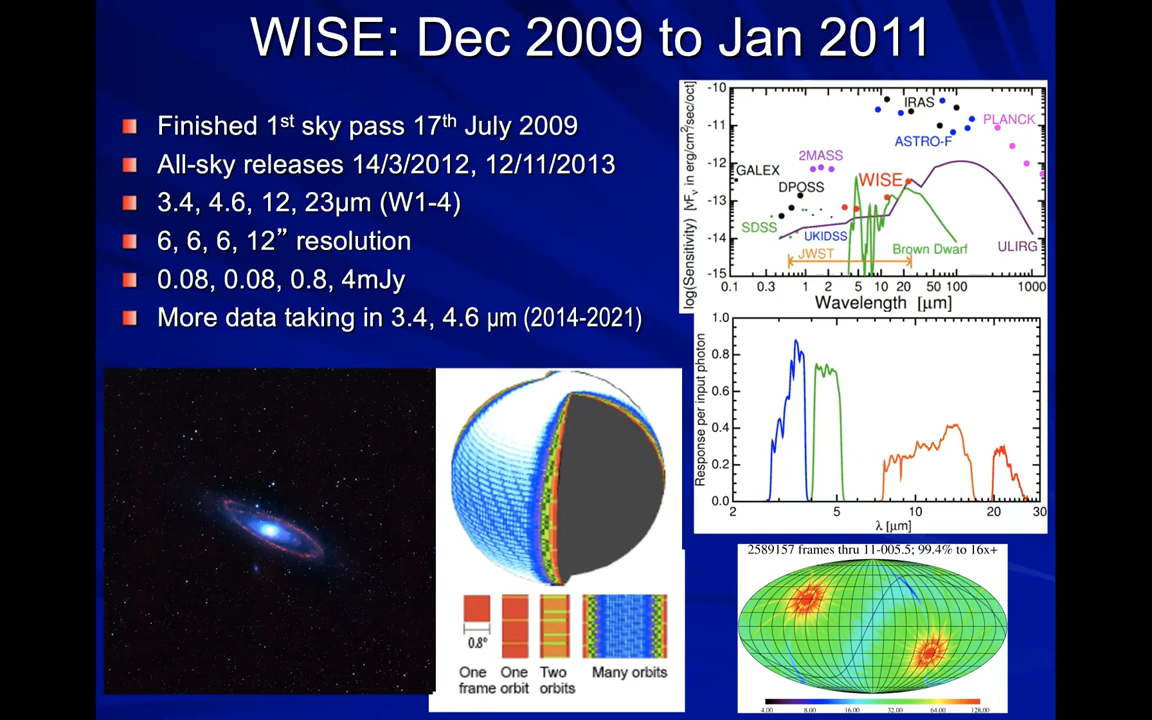 WISE: Dec 2009 to Jan 2011
Finished 1st sky pass 17th July 2009
All-sky releases 14/3/2012, 12/11/2013
3.4, 4.6, 12, 23μm (W1-4)
6, 6, 6, 12” resolution
0.08, 0.08, 0.8, 4mJy
More data taking in 3.4, 4.6 μm (2014-2021)
log(Sensitivity) [νFν in erg/cm²/sec/oct]
-10
-11
-12
-13
-14
-15
IRAS
PLANCK
ASTRO-F
2MASS
GALEX
WISE
DPOSS
SDSS
UKIDSS
Brown Dwarf
ULIRG
JWST
0.1 0.3 1 2 5 10 20 50 100 1000
Wavelength [μm]
Response per input photon
1.0
0.8
0.6
0.4
0.2
0.0
2 5 10 20 30
λ [μm]
0.8°
One frame
One orbit
Two orbits
Many orbits
2589157 frames thru 11-005.5; 99.4% to 16x+
4.00 8.00 16.00 32.00 64.00 128.00